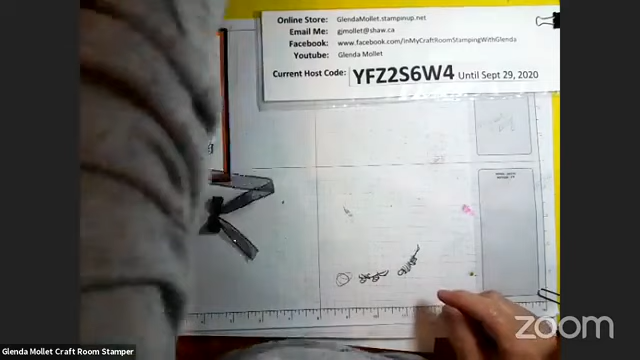 Online Store: GlendaMollet.stampinup.net
Email Me: gjmollet@shaw.ca
Facebook: www.facebook.com/InMyCraftRoomStampingWithGlenda
Youtube: Glenda Mollet
Current Host Code: YFZ2S6W4 Until Sept 29, 2020
zoom
Glenda Mollet Craft Room Stamper